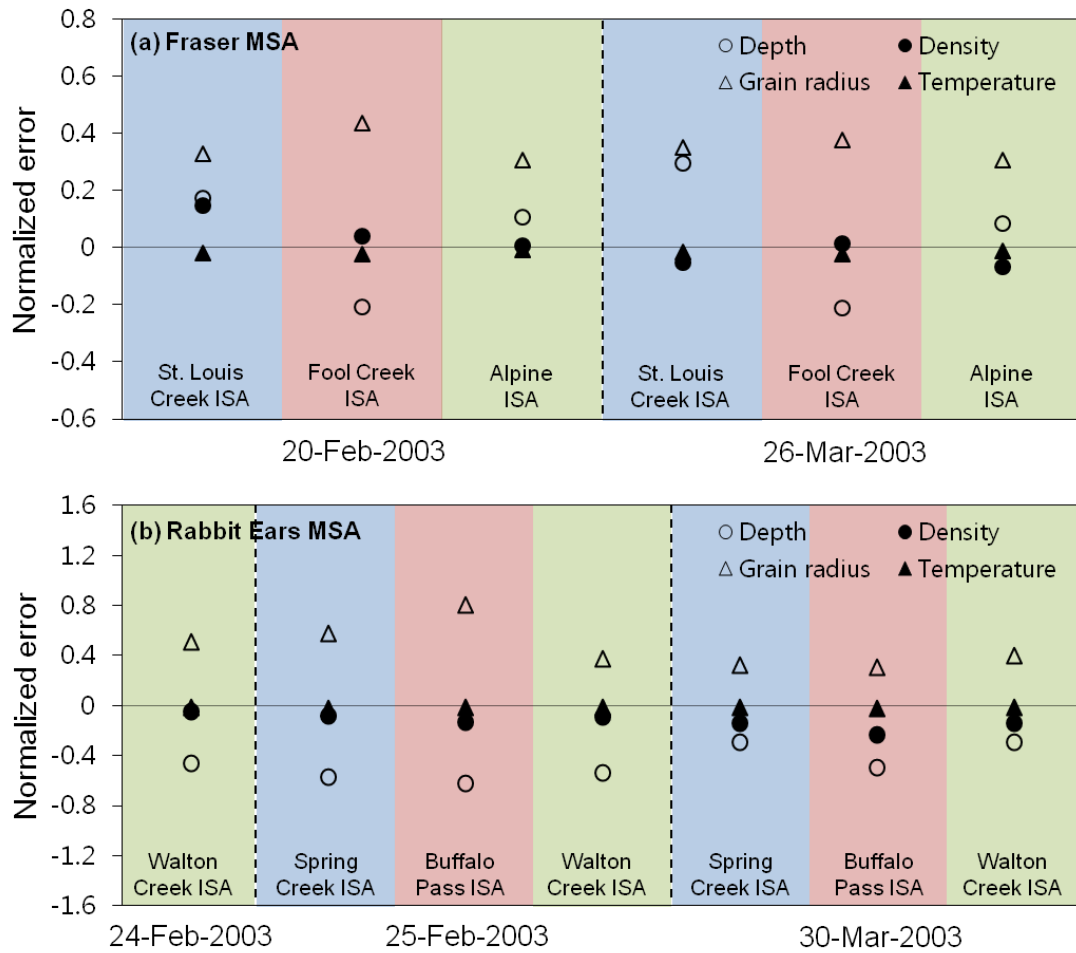 (a) Fraser MSA
Depth
Density
Grain radius
Temperature
Normalized error
0.8
0.6
0.4
0.2
0
-0.2
-0.4
-0.6
St. Louis
Creek ISA
Fool Creek
ISA
Alpine
ISA
St. Louis
Creek ISA
Fool Creek
ISA
Alpine
ISA
20-Feb-2003
26-Mar-2003
(b) Rabbit Ears MSA
Depth
Density
Grain radius
Temperature
Normalized error
1.6
1.2
0.8
0.4
0
-0.4
-0.8
-1.2
-1.6
Walton
Creek ISA
Spring
Creek ISA
Buffalo
Pass ISA
Walton
Creek ISA
Spring
Creek ISA
Buffalo
Pass ISA
Walton
Creek ISA
24-Feb-2003
25-Feb-2003
30-Mar-2003